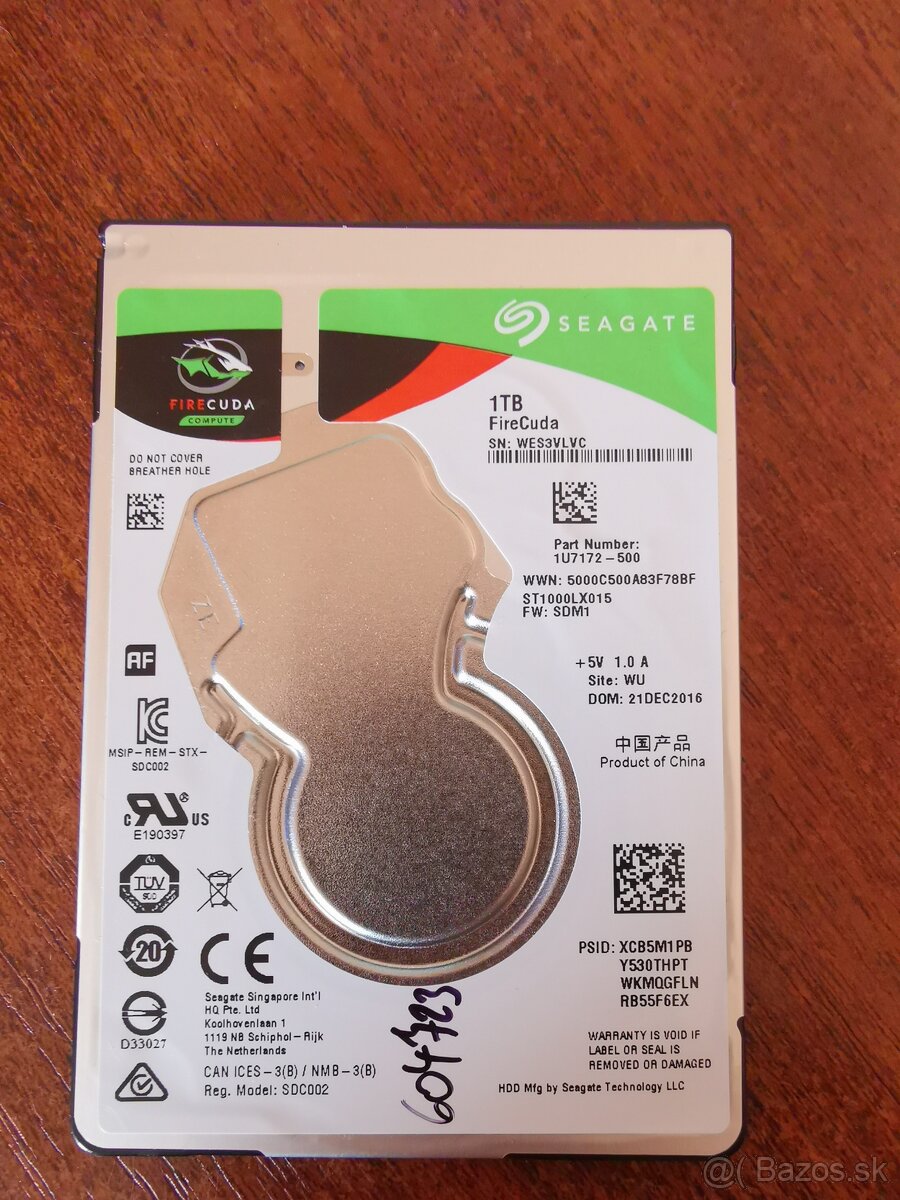 SEAGATE
FIRECUDA
COMPUTE
1TB
FireCuda
SN: WES3VLVC
DO NOT COVER
BREATHER HOLE
Part Number:
1U7172-500
WWN: 5000C500A83F78BF
ST1000LX015
FW: SDM1
+5V 1.0 A
Site: WU
DOM: 21DEC2016
中国产品
Product of China
AF
MSIP-REM-STX-
SDC002
c RU ® US
E190397
TÜV
20
CE
D33027
Seagate Singapore Int'l
HQ Pte. Ltd
Koolhovenlaan 1
1119 NB Schiphol-Rijk
The Netherlands
CAN ICES-3(B) / NMB-3(B)
Reg. Model: SDC002
604723
PSID: XCB5M1PB
Y530THPT
WKMQGFLN
RB55F6EX
WARRANTY IS VOID IF
LABEL OR SEAL IS
REMOVED OR DAMAGED
HDD Mfg by Seagate Technology LLC
@( Bazos.sk